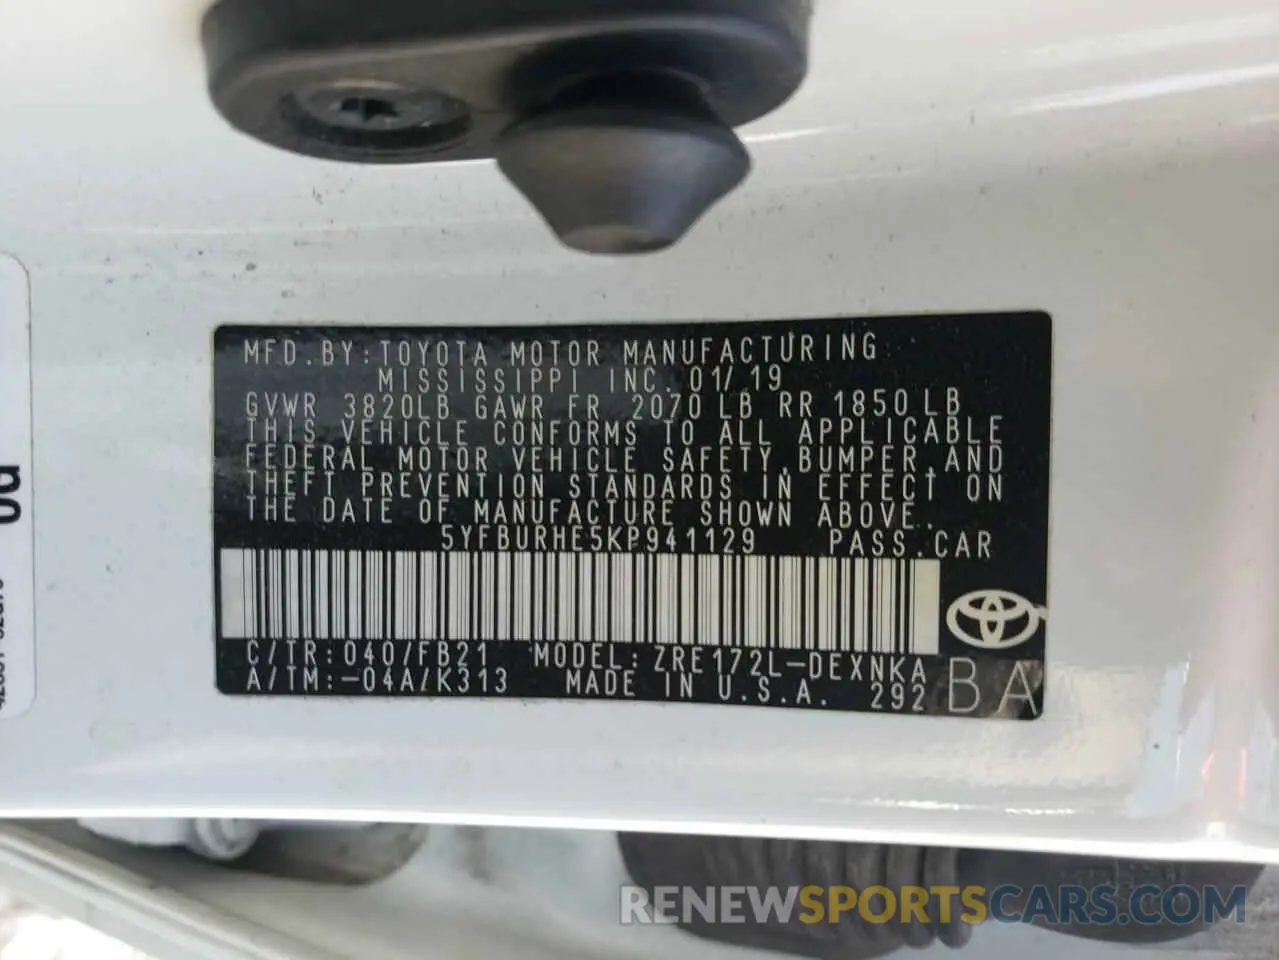 MFD.BY:TOYOTA MOTOR MANUFACTURING
MISSISSIPPI INC. 01/19
GVWR 3820LB GAWR FR 2070 LB RR 1850 LB
THIS VEHICLE CONFORMS TO ALL APPLICABLE
FEDERAL MOTOR VEHICLE SAFETY,BUMPER,AND
THEFT PREVENTION STANDARDS IN EFFECT ON
THE DATE OF MANUFACTURE SHOWN ABOVE.
5YFBURHE5KP941129 PASS.CAR
C/TR:040/FB21 MODEL:ZRE172L-DEXNKA
A/TM:-04A/K313 MADE IN U.S.A. 292
BA
RENEWSPORTSCARS.COM